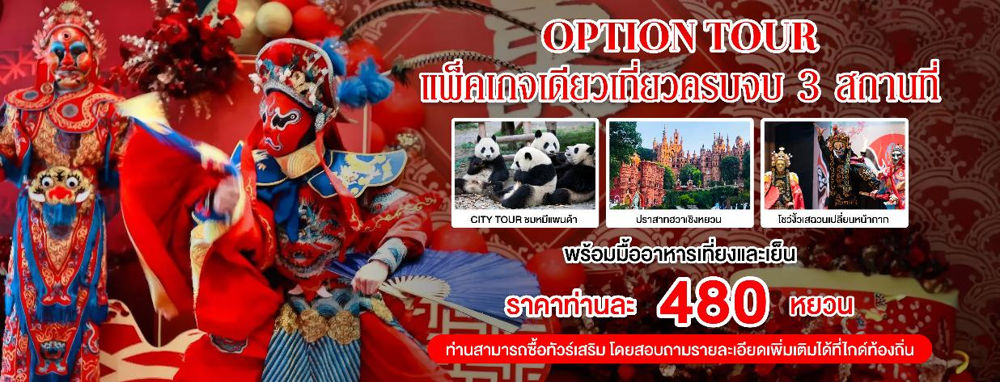 OPTION TOUR
แพ็คเกจเดียวเที่ยวครบจบ 3 สถานที่
CITY TOUR ชมหมีแพนด้า
ปราสาทฮวาเชิงหยวน
โชว์งิ้วเสฉวนเปลี่ยนหน้ากาก
พร้อมมื้ออาหารเที่ยงและเย็น
ราคาท่านละ 480 หยวน
ท่านสามารถซื้อทัวร์เสริม โดยสอบถามรายละเอียดเพิ่มเติมได้ที่ไกด์ท้องถิ่น